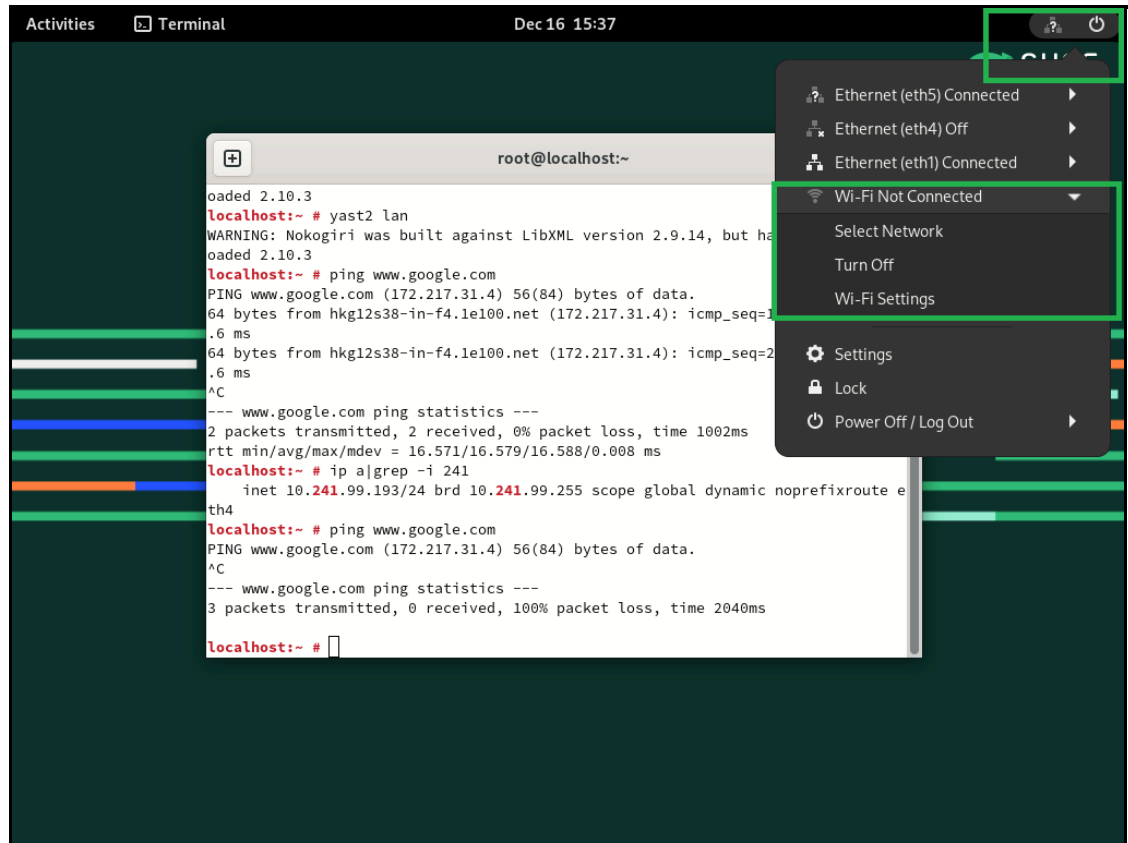 Activities Terminal Dec 16 15:37
root@localhost:~
oaded 2.10.3
localhost:~ # yast2 lan
WARNING: Nokogiri was built against LibXML version 2.9.14, but ha
oaded 2.10.3
localhost:~ # ping www.google.com
PING www.google.com (172.217.31.4) 56(84) bytes of data.
64 bytes from hkg12s38-in-f4.1e100.net (172.217.31.4): icmp_seq=1
.6 ms
64 bytes from hkg12s38-in-f4.1e100.net (172.217.31.4): icmp_seq=2
.6 ms
^C
--- www.google.com ping statistics ---
2 packets transmitted, 2 received, 0% packet loss, time 1002ms
rtt min/avg/max/mdev = 16.571/16.579/16.588/0.008 ms
localhost:~ # ip a|grep -i 241
inet 10.241.99.193/24 brd 10.241.99.255 scope global dynamic noprefixroute e
th4
localhost:~ # ping www.google.com
PING www.google.com (172.217.31.4) 56(84) bytes of data.
^C
--- www.google.com ping statistics ---
3 packets transmitted, 0 received, 100% packet loss, time 2040ms
localhost:~ #
Ethernet (eth5) Connected
Ethernet (eth4) Off
Ethernet (eth1) Connected
Wi-Fi Not Connected
Select Network
Turn Off
Wi-Fi Settings
Settings
Lock
Power Off / Log Out